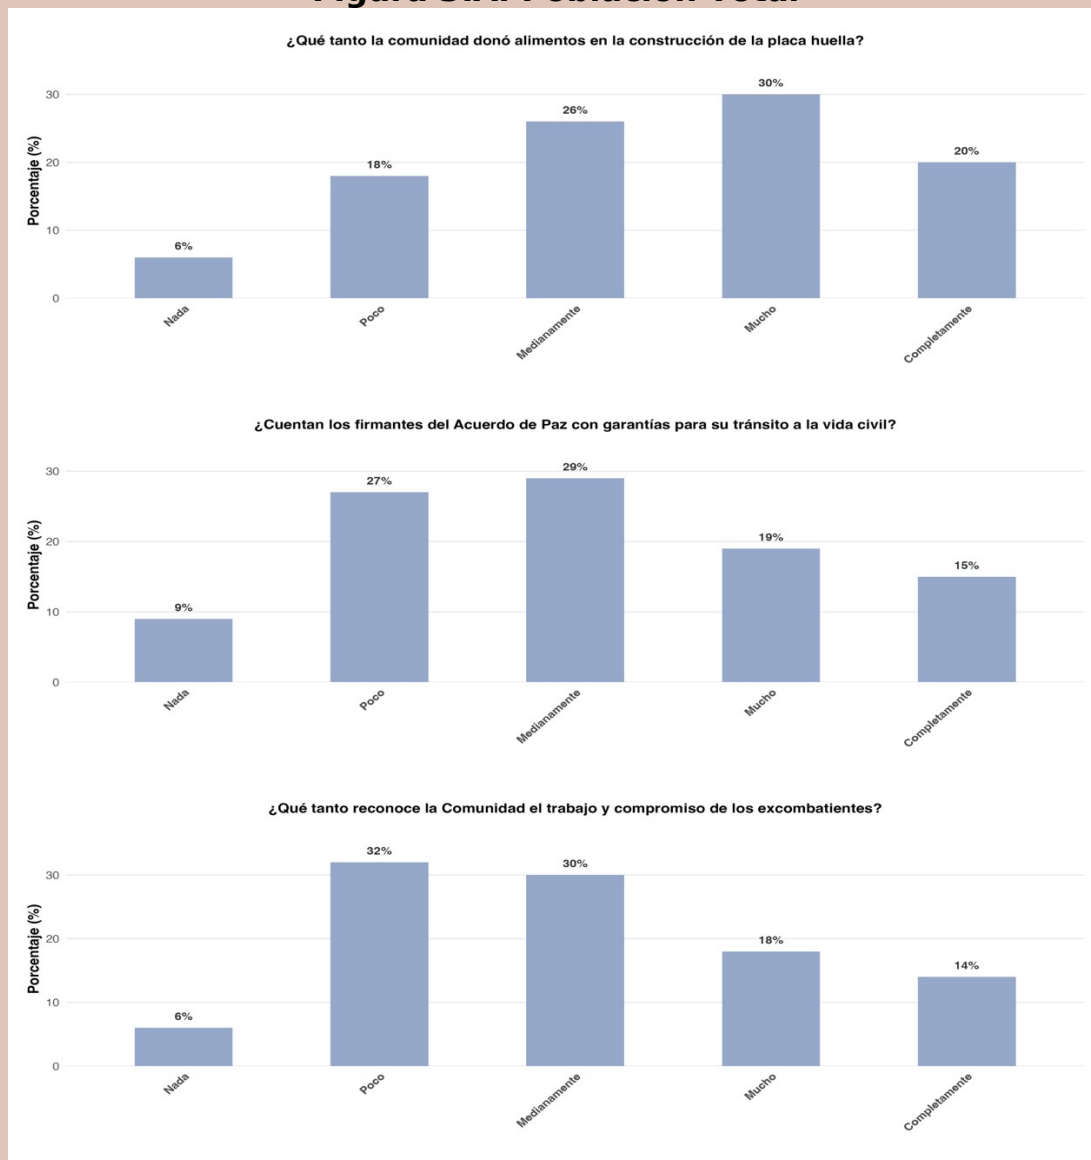 ¿Qué tanto la comunidad donó alimentos en la construcción de la placa huella?
Porcentaje (%)
30
20
10
0
6%
18%
26%
30%
20%
Nada
Poco
Medianamente
Mucho
Completamente
¿Cuentan los firmantes del Acuerdo de Paz con garantías para su tránsito a la vida civil?
Porcentaje (%)
30
20
10
0
9%
27%
29%
19%
15%
Nada
Poco
Medianamente
Mucho
Completamente
¿Qué tanto reconoce la Comunidad el trabajo y compromiso de los excombatientes?
Porcentaje (%)
30
20
10
0
6%
32%
30%
18%
14%
Nada
Poco
Medianamente
Mucho
Completamente